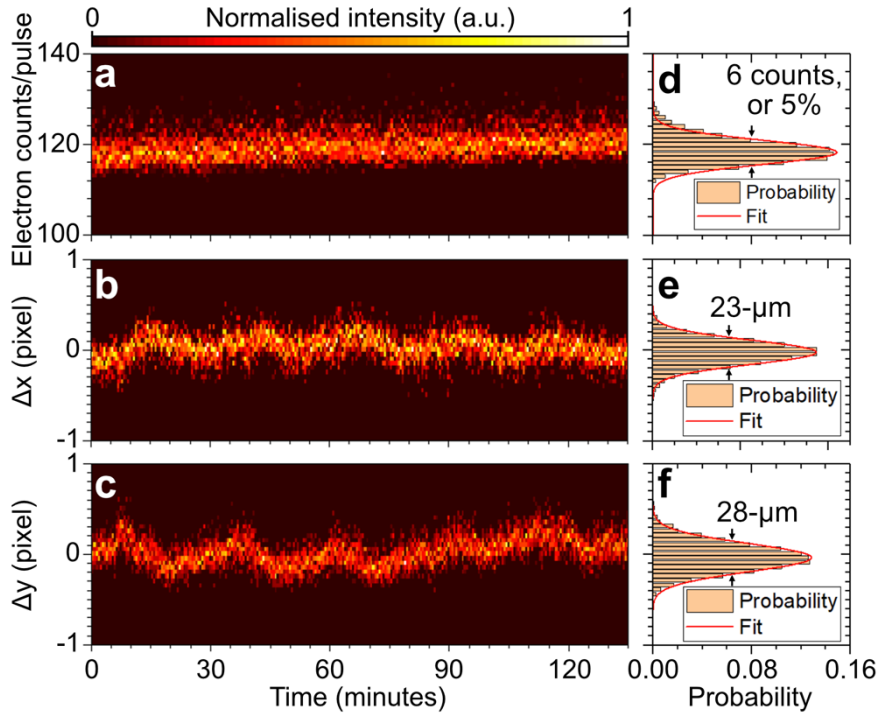 0 Normalised intensity (a.u.) 1
a
Electron counts/pulse
140
120
100
d
6 counts,
or 5%
Probability
Fit
b
Δx (pixel)
1
0
-1
e
23-μm
Probability
Fit
c
Δy (pixel)
1
0
-1
f
28-μm
Probability
Fit
0 30 60 90 120
Time (minutes)
0.00 0.08 0.16
Probability